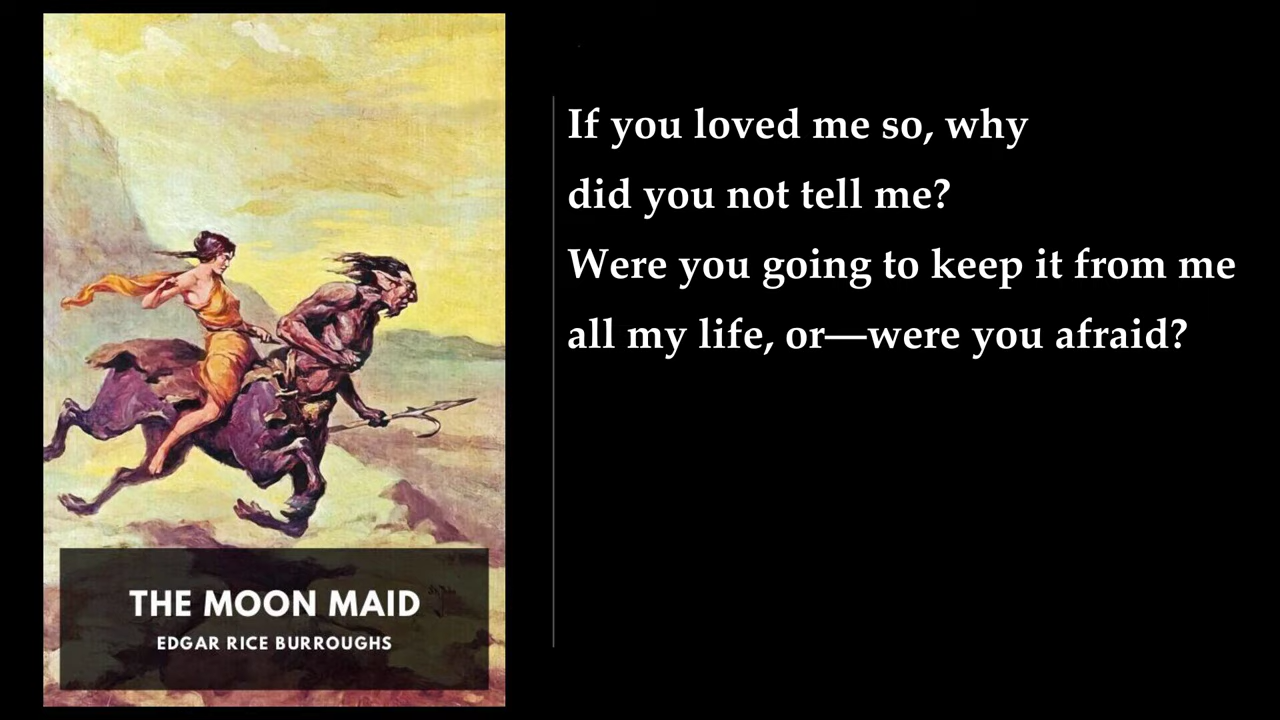 If you loved me so, why
did you not tell me?
Were you going to keep it from me
all my life, or—were you afraid?
THE MOON MAID
EDGAR RICE BURROUGHS